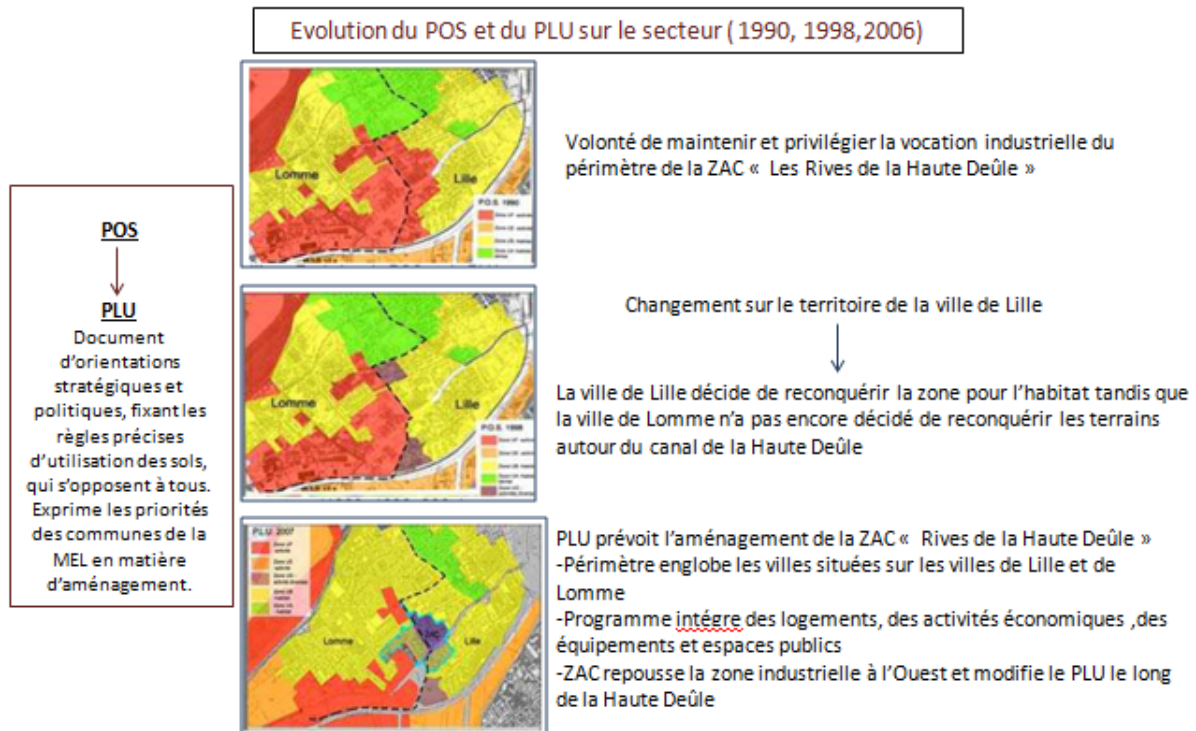 Evolution du POS et du PLU sur le secteur ( 1990, 1998,2006)
POS
PLU
Document
d'orientations
stratégiques et
politiques, fixant les
règles précises
d'utilisation des sols,
qui s'opposent à tous.
Exprime les priorités
des communes de la
MEL en matière
d'aménagement.
Lomme
Lille
P.O.S. 1990
Volonté de maintenir et privilégier la vocation industrielle du
périmètre de la ZAC « Les Rives de la Haute Deûle »
Lomme
Lille
P.O.S. 1998
Changement sur le territoire de la ville de Lille
La ville de Lille décide de reconquérir la zone pour l'habitat tandis que
la ville de Lomme n'a pas encore décidé de reconquérir les terrains
autour du canal de la Haute Deûle
P.L.U. 2007
Lomme
ZAC
Lille
PLU prévoit l'aménagement de la ZAC « Rives de la Haute Deûle »
-Périmètre englobe les villes situées sur les villes de Lille et de
Lomme
-Programme intégre des logements, des activités économiques ,des
équipements et espaces publics
-ZAC repousse la zone industrielle à l'Ouest et modifie le PLU le long
de la Haute Deûle